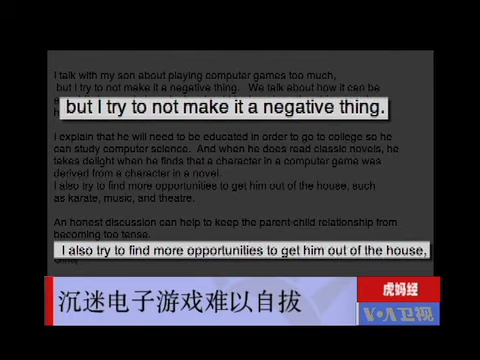 I talk with my son about playing computer games too much,
but I try to not make it a negative thing. We talk about how it can be
but I try to not make it a negative thing.
I explain that he will need to be educated in order to go to college so he
can study computer science. And when he does read classic novels, he
takes delight when he finds that a character in a computer game was
derived from a character in a novel.
I also try to find more opportunities to get him out of the house, such
as karate, music, and theatre.
An honest discussion can help to keep the parent-child relationship from
becoming too tense.
I also try to find more opportunities to get him out of the house,
沉迷电子游戏难以自拔
虎妈经
VOA卫视